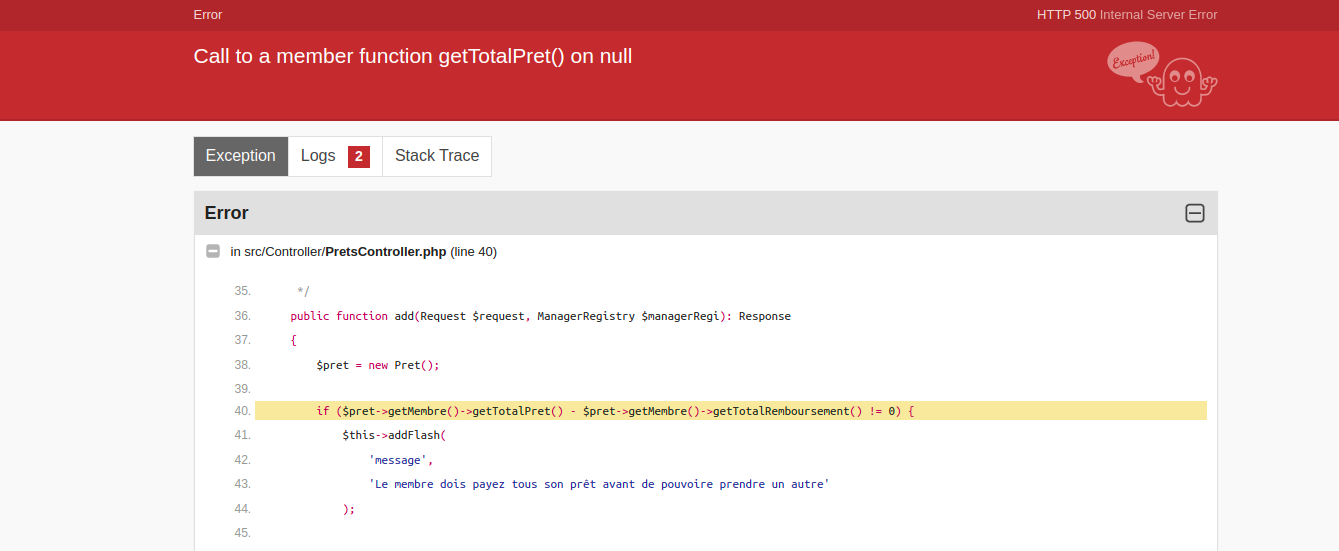 Error
HTTP 500 Internal Server Error
Call to a member function getTotalPret() on null
Exception!
Exception
Logs 2
Stack Trace
Error
in src/Controller/PretsController.php (line 40)
35. */
36. public function add(Request $request, ManagerRegistry $managerRegi): Response
37. {
38. $pret = new Pret();
39.
40. if ($pret->getMembre()->getTotalPret() - $pret->getMembre()->getTotalRemboursement() != 0) {
41. $this->addFlash(
42. 'message',
43. 'Le membre dois payez tous son prêt avant de pouvoire prendre un autre'
44. );
45.